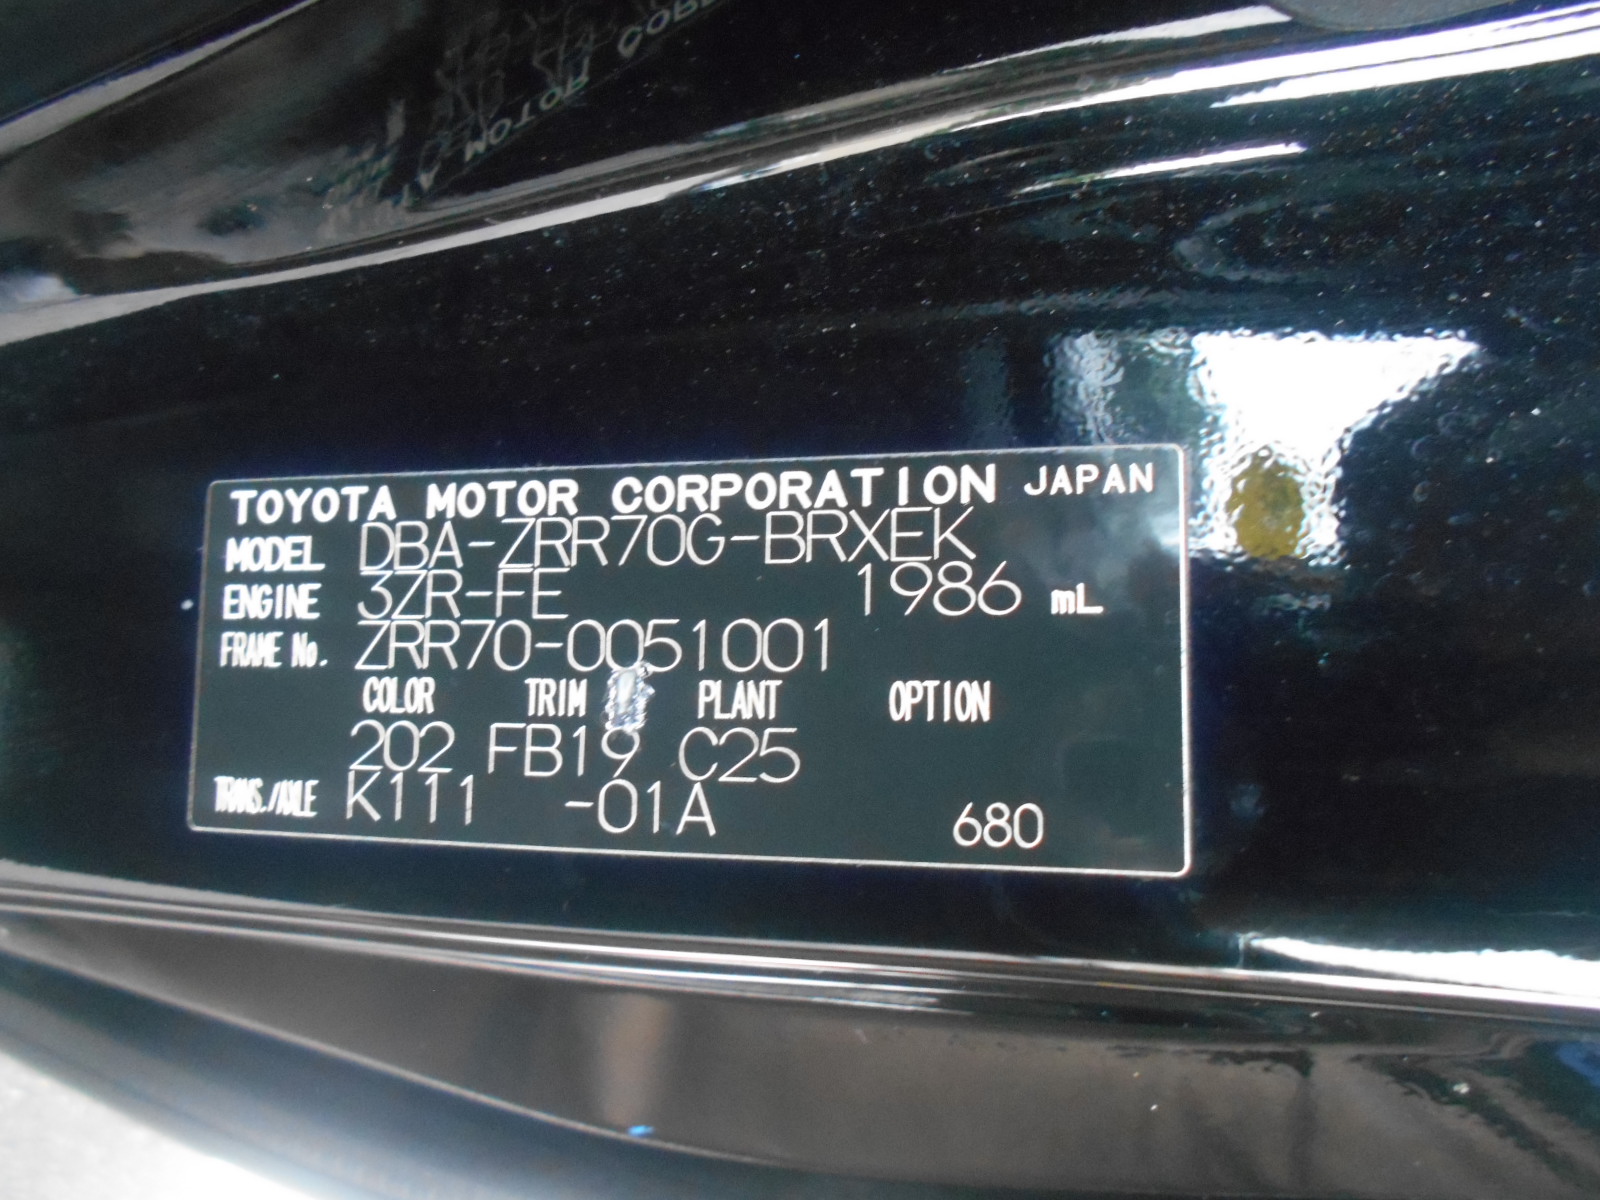 TOYOTA MOTOR CORPORATION JAPAN
MODEL DBA-ZRR70G-BRXEK
ENGINE 3ZR-FE 1986 mL
FRAME No. ZRR70-0051001
COLOR TRIM PLANT OPTION
202 FB19 C25
TRANS./AXLE K111 -01A 680